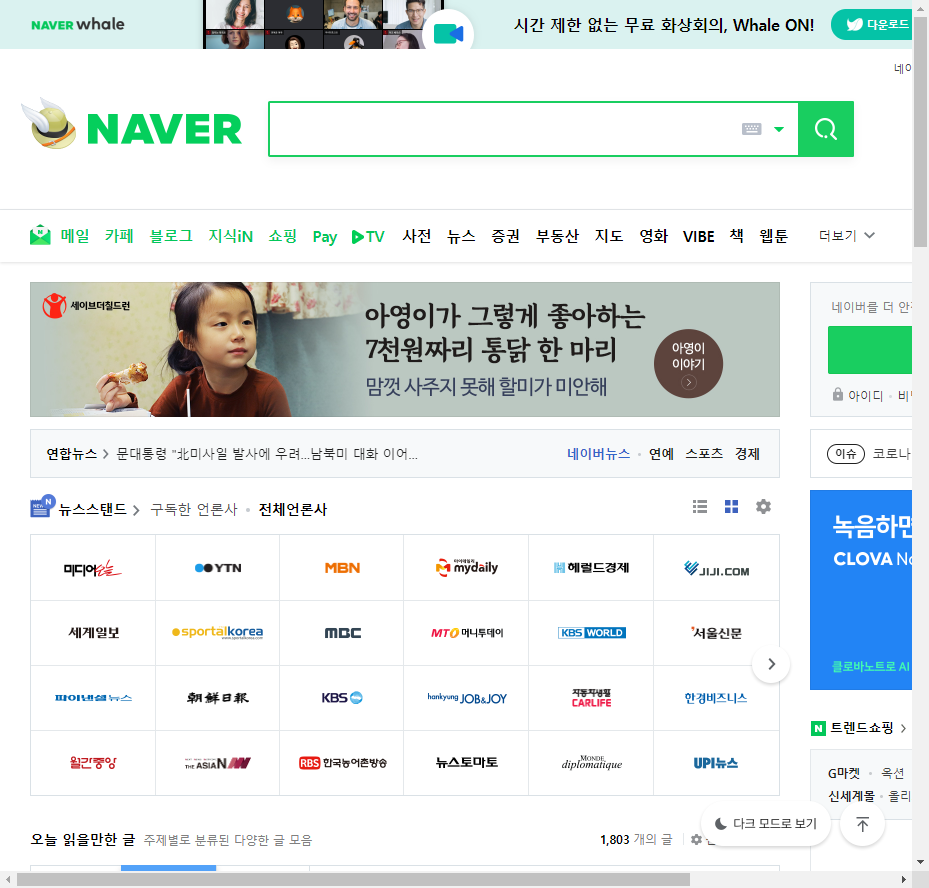 NAVER whale
시간 제한 없는 무료 화상회의, Whale ON!
다운로드
네이
NAVER
메일 카페 블로그 지식iN 쇼핑 Pay TV 사전 뉴스 증권 부동산 지도 영화 VIBE 책 웹툰 더보기
세이브더칠드런
아영이가 그렇게 좋아하는
7천원짜리 통닭 한 마리
맘껏 사주지 못해 할미가 미안해
아영이
이야기
네이버를 더 안전
아이디 · 비밀
연합뉴스 > 문대통령 "北미사일 발사에 우려...남북미 대화 이어...
네이버뉴스 · 연예 스포츠 경제
이슈 코로나
뉴스스탠드 > 구독한 언론사 · 전체언론사
미디어오늘 YTN MBN 마이데일리 mydaily 헤럴드경제 JIJI.COM
세계일보 sportalkorea MBC MTO 머니투데이 KBS WORLD 서울신문
파이낸셜뉴스 朝鮮日報 KBS hankyung JOB&JOY 자동차생활 CARLIFE 한경비즈니스
월간중앙 THE ASIAN RBS 한국농어촌방송 뉴스토마토 LE MONDE diplomatique UPI뉴스
녹음하면
CLOVA No
클로바노트로 AI
N 트렌드쇼핑 >
G마켓 · 옥션
신세계몰 · 올리
오늘 읽을만한 글 주제별로 분류된 다양한 글 모음
1,803 개의 글
다크 모드로 보기